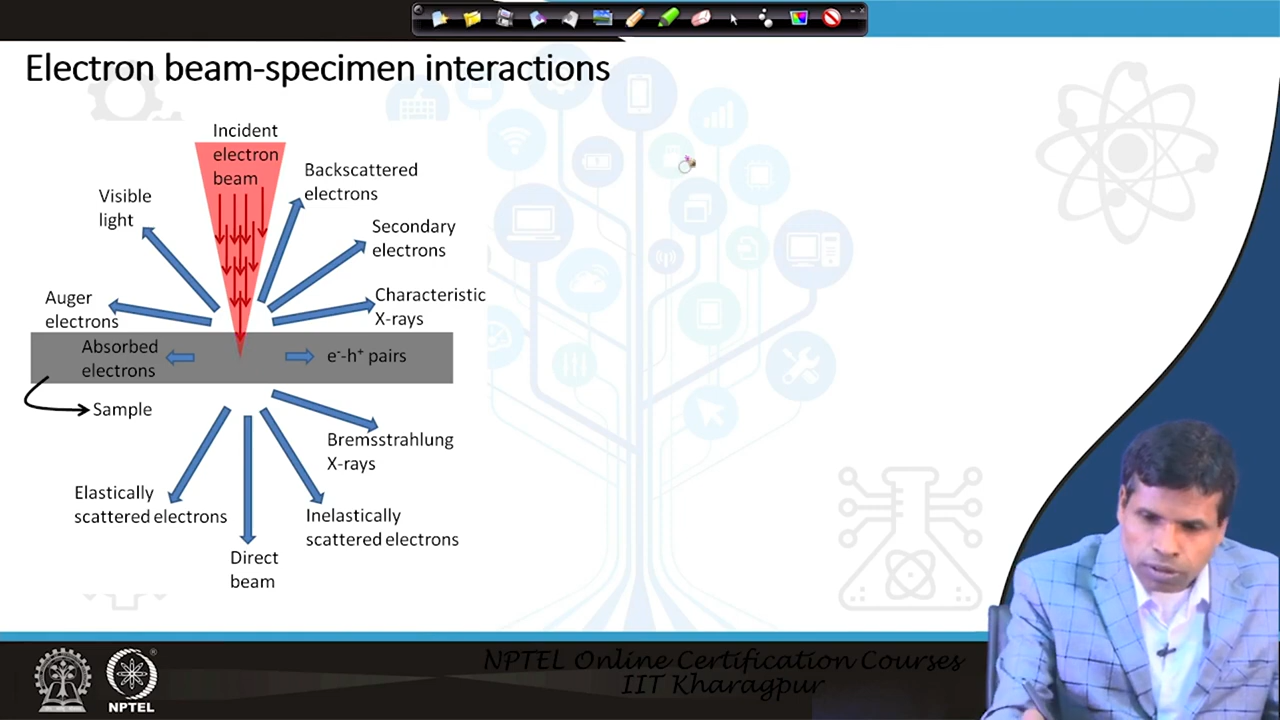 Electron beam-specimen interactions
Incident
electron
beam
Backscattered
electrons
Visible
light
Secondary
electrons
Auger
electrons
Characteristic
X-rays
Absorbed
electrons
e⁻-h⁺ pairs
Sample
Bremsstrahlung
X-rays
Elastically
scattered electrons
Inelastically
scattered electrons
Direct
beam
NPTEL Online Certification Courses
IIT Kharagpur
NPTEL